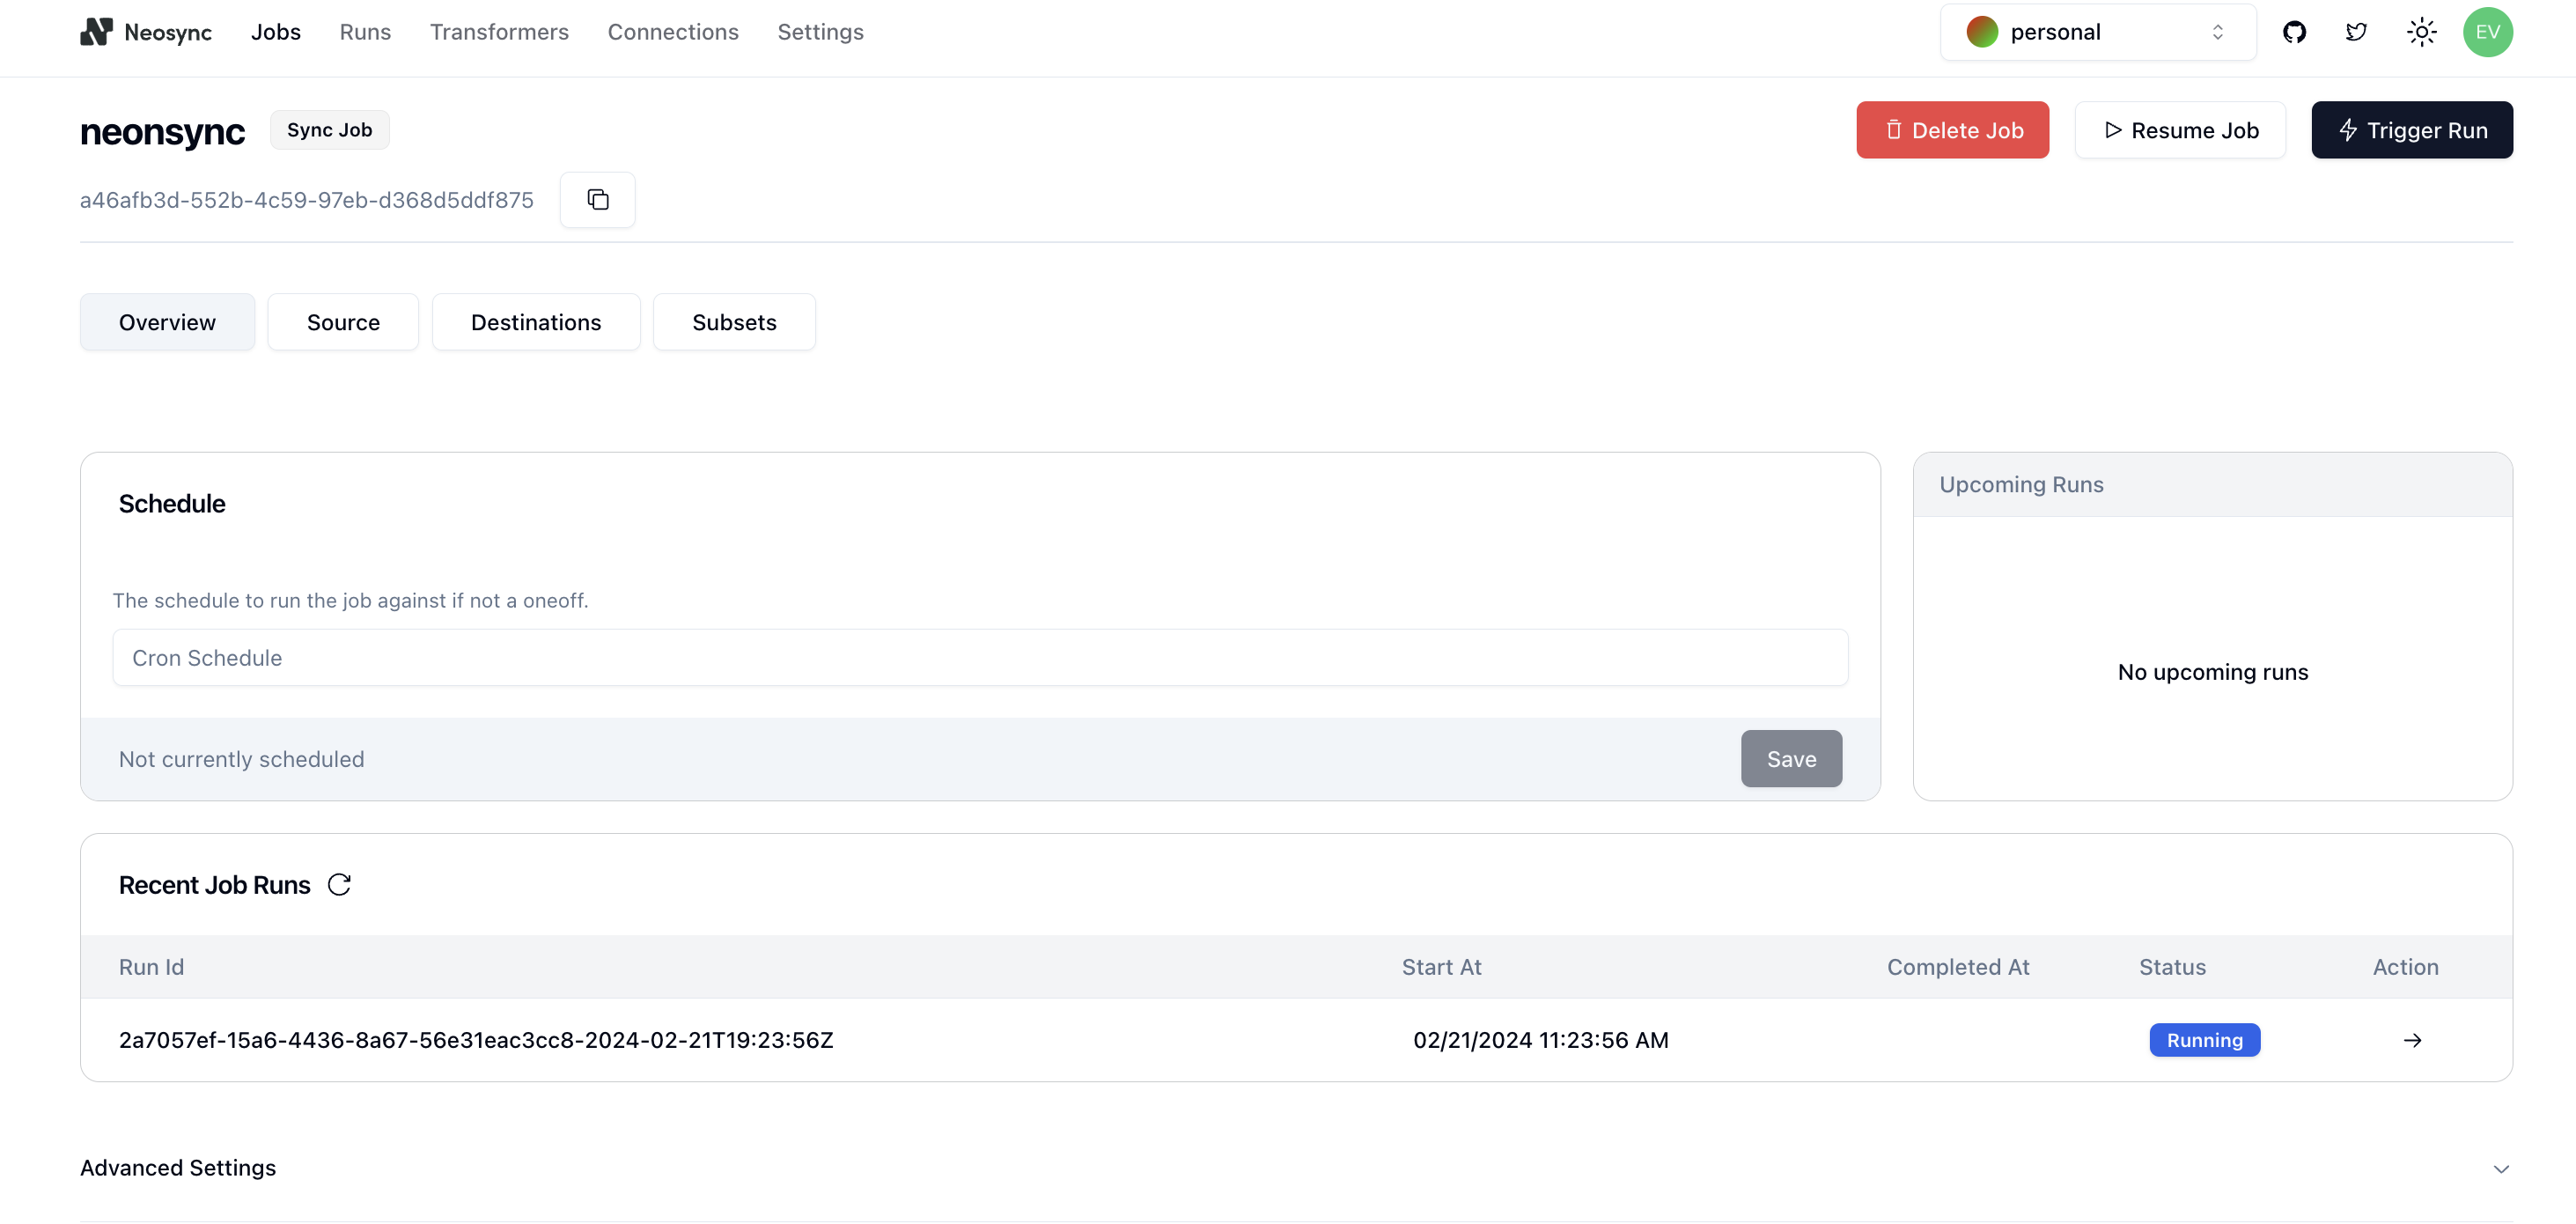 Neosync Jobs Runs Transformers Connections Settings personal EV
neonsync Sync Job Delete Job Resume Job Trigger Run
a46afb3d-552b-4c59-97eb-d368d5ddf875
Overview Source Destinations Subsets
Schedule
The schedule to run the job against if not a oneoff.
Cron Schedule
Not currently scheduled Save
Upcoming Runs
No upcoming runs
Recent Job Runs
Run Id Start At Completed At Status Action
2a7057ef-15a6-4436-8a67-56e31eac3cc8-2024-02-21T19:23:56Z 02/21/2024 11:23:56 AM Running
Advanced Settings